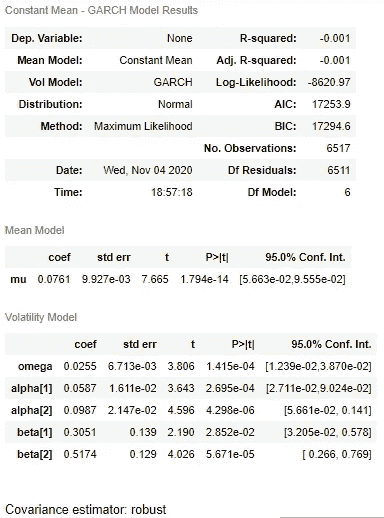 Constant Mean - GARCH Model Results
Dep. Variable: None R-squared: -0.001
Mean Model: Constant Mean Adj. R-squared: -0.001
Vol Model: GARCH Log-Likelihood: -8620.97
Distribution: Normal AIC: 17253.9
Method: Maximum Likelihood BIC: 17294.6
No. Observations: 6517
Date: Wed, Nov 04 2020 Df Residuals: 6511
Time: 18:57:18 Df Model: 6
Mean Model
coef std err t P>|t| 95.0% Conf. Int.
mu 0.0761 9.927e-03 7.665 1.794e-14 [5.663e-02,9.555e-02]
Volatility Model
coef std err t P>|t| 95.0% Conf. Int.
omega 0.0255 6.713e-03 3.806 1.415e-04 [1.239e-02,3.870e-02]
alpha[1] 0.0587 1.611e-02 3.643 2.695e-04 [2.711e-02,9.024e-02]
alpha[2] 0.0987 2.147e-02 4.596 4.298e-06 [5.661e-02, 0.141]
beta[1] 0.3051 0.139 2.190 2.852e-02 [3.205e-02, 0.578]
beta[2] 0.5174 0.129 4.026 5.671e-05 [ 0.266, 0.769]
Covariance estimator: robust